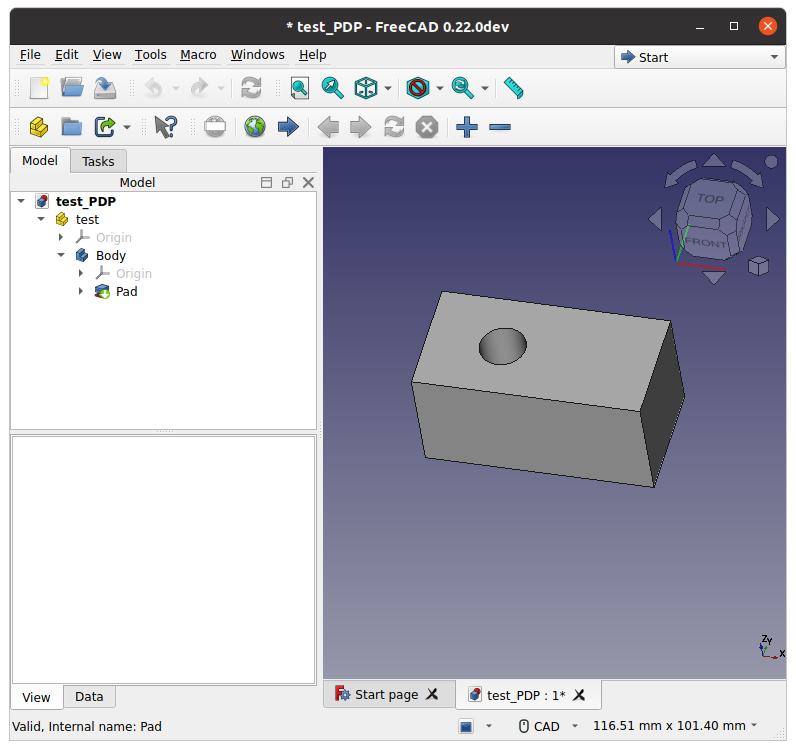 * test_PDP - FreeCAD 0.22.0dev
File Edit View Tools Macro Windows Help
Start
Model Tasks
Model
test_PDP
test
Origin
Body
Origin
Pad
TOP
FRONT
Z Y
X
View Data
Start page test_PDP : 1*
Valid, Internal name: Pad CAD 116.51 mm x 101.40 mm